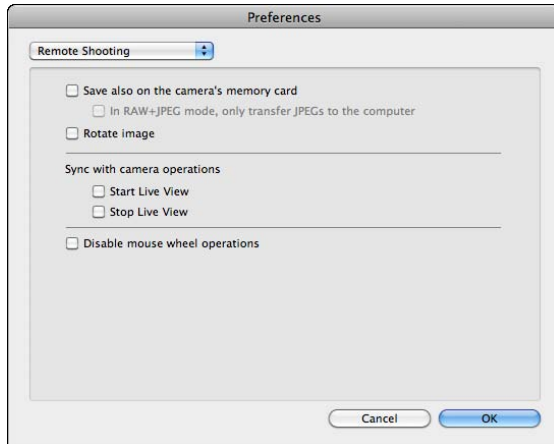 Preferences
Remote Shooting
Save also on the camera's memory card
In RAW+JPEG mode, only transfer JPEGs to the computer
Rotate image
Sync with camera operations
Start Live View
Stop Live View
Disable mouse wheel operations
Cancel OK